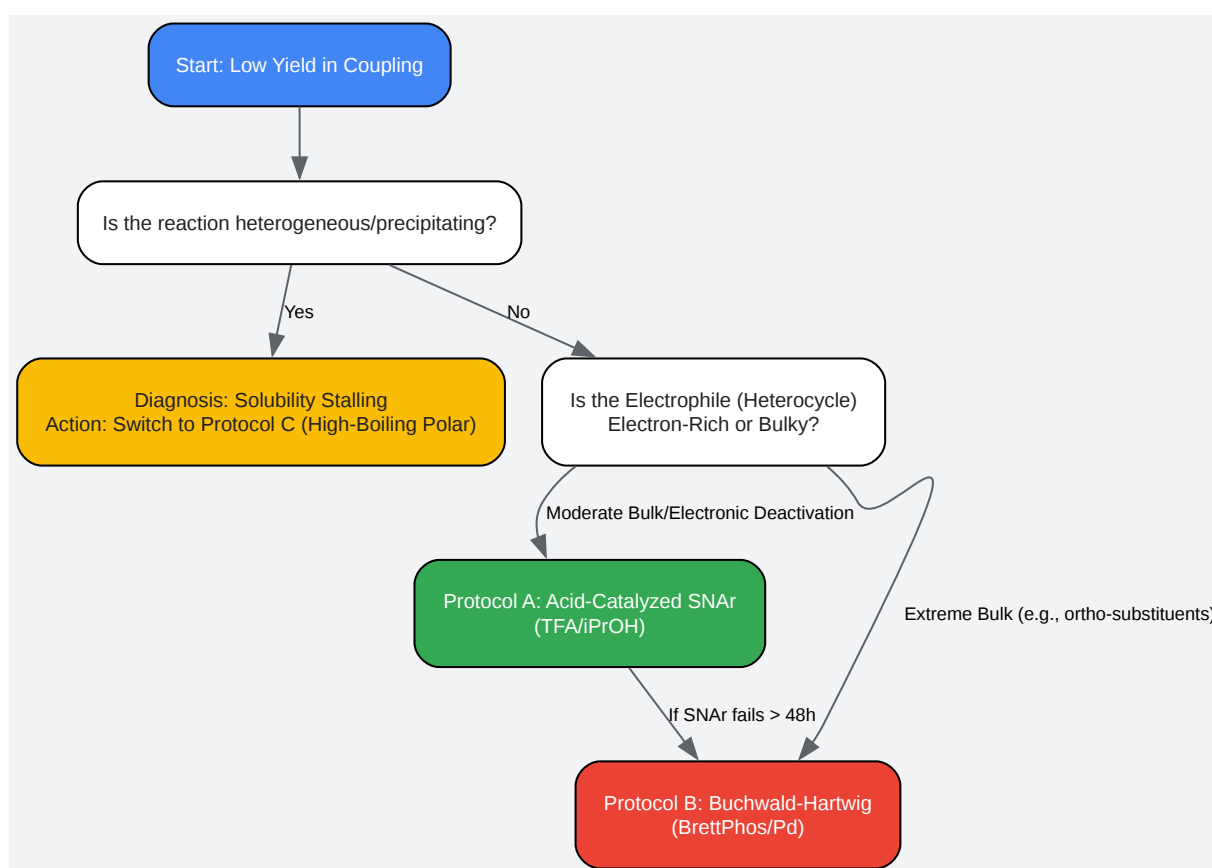 Start: Low Yield in Coupling
Is the reaction heterogeneous/precipitating?
Yes
No
Diagnosis: Solubility Stalling
Action: Switch to Protocol C (High-Boiling Polar)
Is the Electrophile (Heterocycle)
Electron-Rich or Bulky?
Moderate Bulk/Electronic Deactivation
Protocol A: Acid-Catalyzed SNAr
(TFA/iPrOH)
Extreme Bulk (e.g., ortho-substituents)
If SNAr fails > 48h
Protocol B: Buchwald-Hartwig
(BrettPhos/Pd)